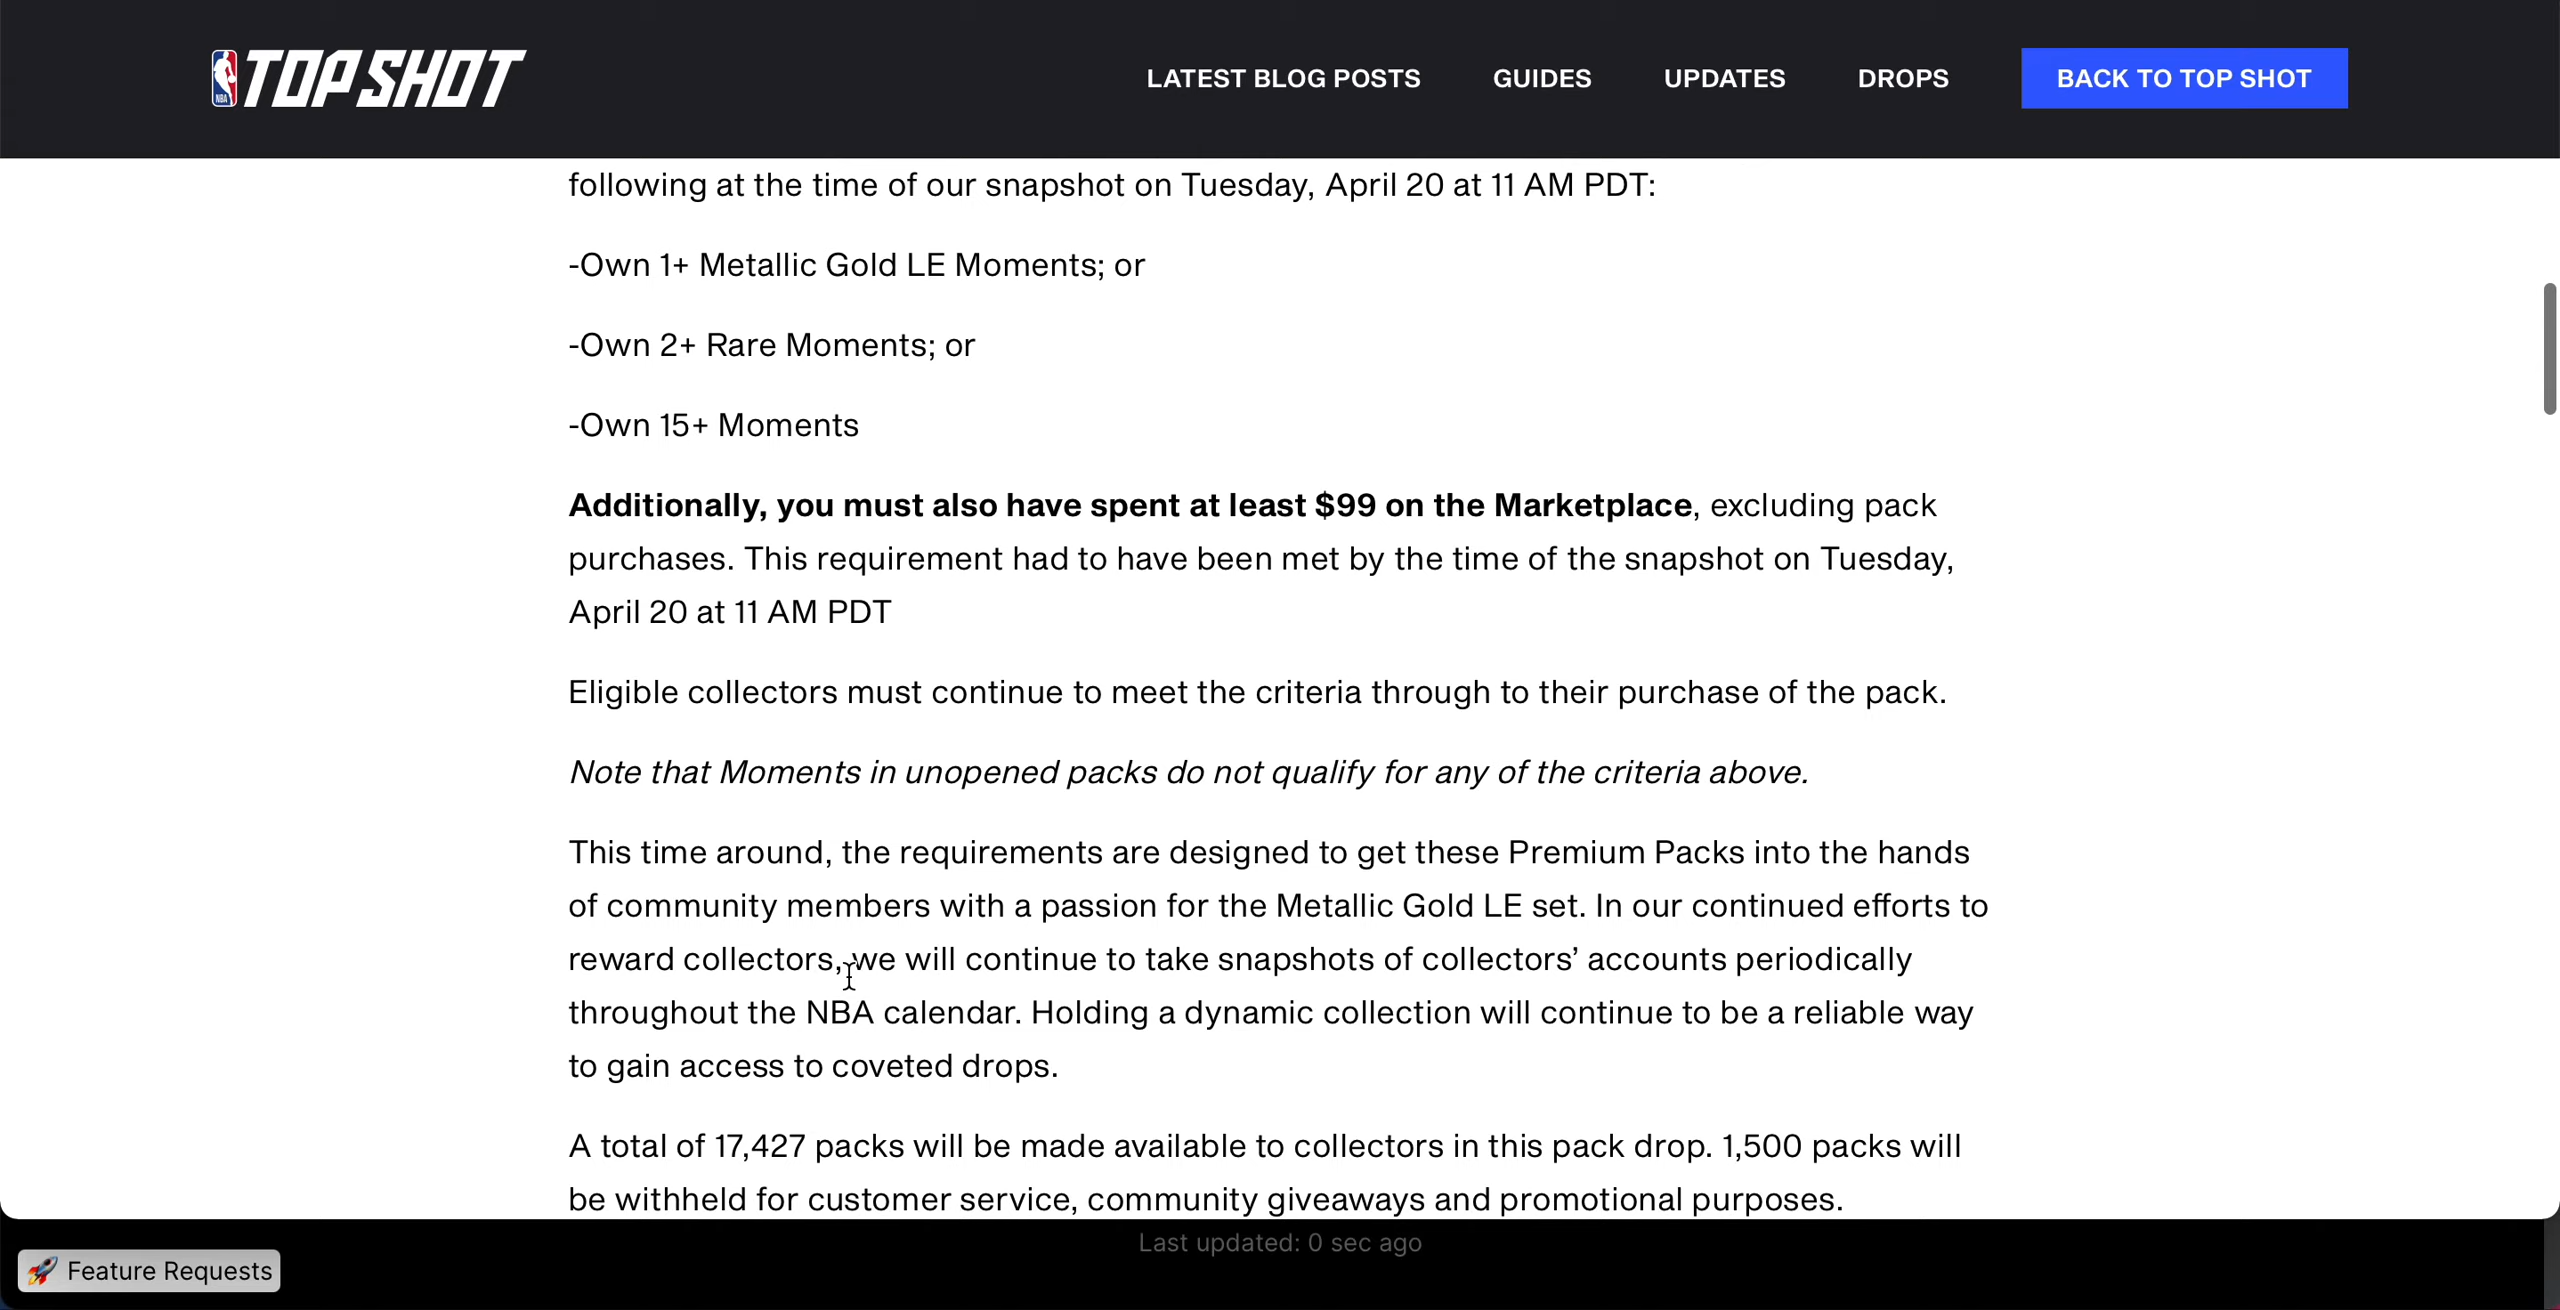 NBA TOP SHOT
LATEST BLOG POSTS GUIDES UPDATES DROPS BACK TO TOP SHOT
following at the time of our snapshot on Tuesday, April 20 at 11 AM PDT:
-Own 1+ Metallic Gold LE Moments; or
-Own 2+ Rare Moments; or
-Own 15+ Moments
Additionally, you must also have spent at least $99 on the Marketplace, excluding pack
purchases. This requirement had to have been met by the time of the snapshot on Tuesday,
April 20 at 11 AM PDT
Eligible collectors must continue to meet the criteria through to their purchase of the pack.
Note that Moments in unopened packs do not qualify for any of the criteria above.
This time around, the requirements are designed to get these Premium Packs into the hands
of community members with a passion for the Metallic Gold LE set. In our continued efforts to
reward collectors, we will continue to take snapshots of collectors’ accounts periodically
throughout the NBA calendar. Holding a dynamic collection will continue to be a reliable way
to gain access to coveted drops.
A total of 17,427 packs will be made available to collectors in this pack drop. 1,500 packs will
be withheld for customer service, community giveaways and promotional purposes.
Last updated: 0 sec ago
🚀 Feature Requests